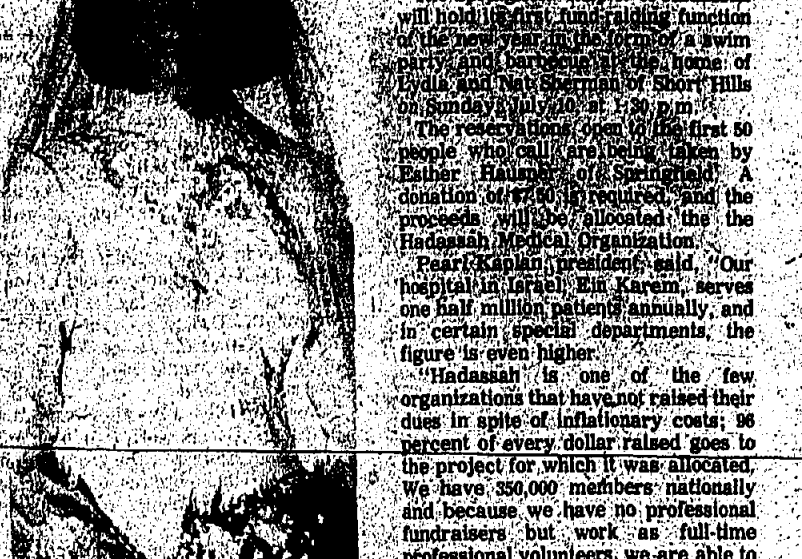 will hold its first fund-raising function
of the new year in the form of a swim
party and barbecue at the home of
Lydia and Nat Sherman of Short Hills
on Sunday, July 10, at 1:30 p.m.
The reservations, open to the first 50
people who call, are being taken by
Esther Hausner of Springfield. A
donation of $7.50 is required, and the
proceeds will be allocated the the
Hadassah Medical Organization.
Pearl Kaplan, president, said, "Our
hospital in Israel, Ein Karem, serves
one half million patients annually, and
in certain special departments, the
figure is even higher.
"Hadassah is one of the few
organizations that have not raised their
dues in spite of inflationary costs; 96
percent of every dollar raised goes to
the project for which it was allocated.
We have 350,000 members nationally
and because we have no professional
fundraisers but work as full-time
professional volunteers, we are able to